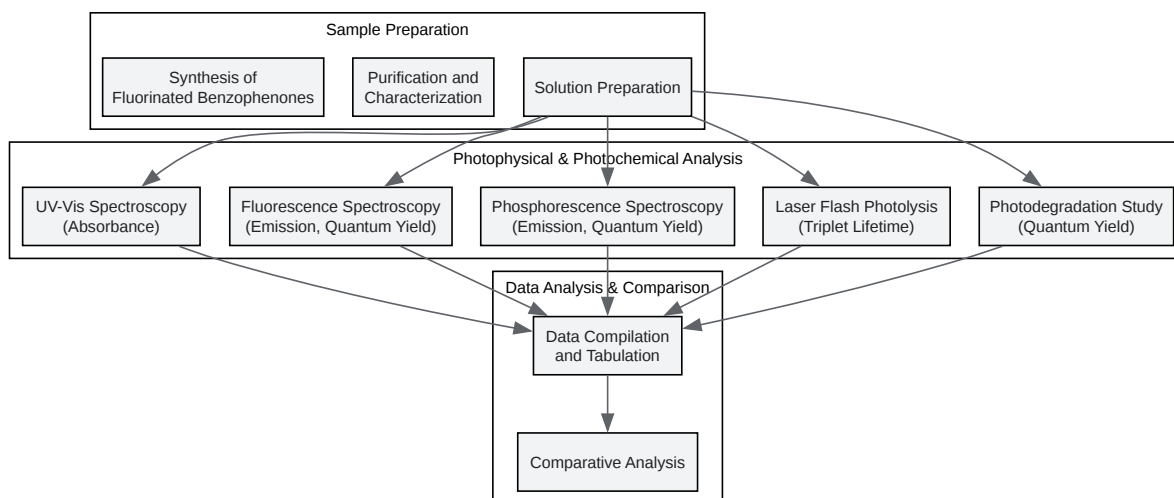 Sample Preparation
Synthesis of
Fluorinated Benzophenones
Purification and
Characterization
Solution Preparation
Photophysical & Photochemical Analysis
UV-Vis Spectroscopy
(Absorbance)
Fluorescence Spectroscopy
(Emission, Quantum Yield)
Phosphorescence Spectroscopy
(Emission, Quantum Yield)
Laser Flash Photolysis
(Triplet Lifetime)
Photodegradation Study
(Quantum Yield)
Data Analysis & Comparison
Data Compilation
and Tabulation
Comparative Analysis